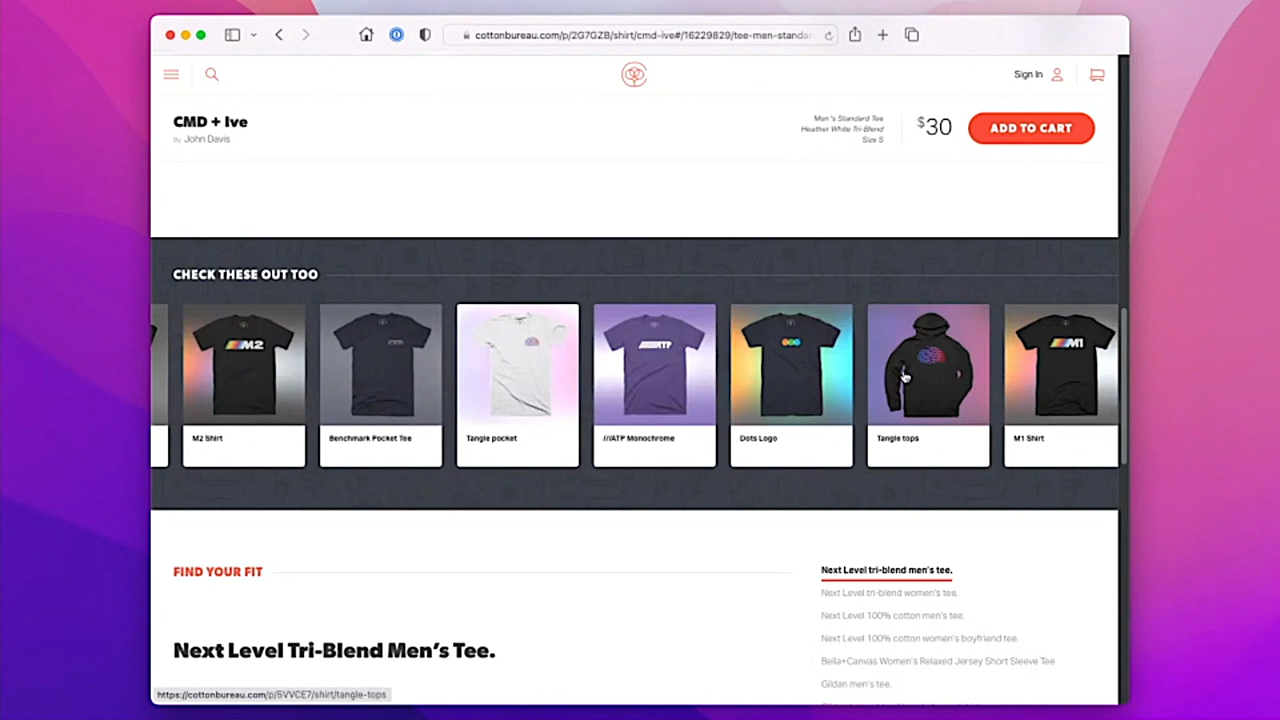 cottonbureau.com/p/2G7GZB/shirt/cmd-ive#/16229829/tee-men-standar
Sign In
CMD + Ive
by John Davis
Men's Standard Tee
Heather White Tri-Blend
Size S
$30
ADD TO CART
CHECK THESE OUT TOO
M2
///ATP
M1
M2 Shirt
Benchmark Pocket Tee
Tangle pocket
///ATP Monochrome
Dots Logo
Tangle tops
M1 Shirt
FIND YOUR FIT
Next Level Tri-Blend Men's Tee.
Next Level tri-blend men's tee.
Next Level tri-blend women's tee.
Next Level 100% cotton men's tee.
Next Level 100% cotton women's boyfriend tee.
Bella+Canvas Women's Relaxed Jersey Short Sleeve Tee
Gildan men's tee.
https://cottonbureau.com/p/5VVCE7/shirt/tangle-tops